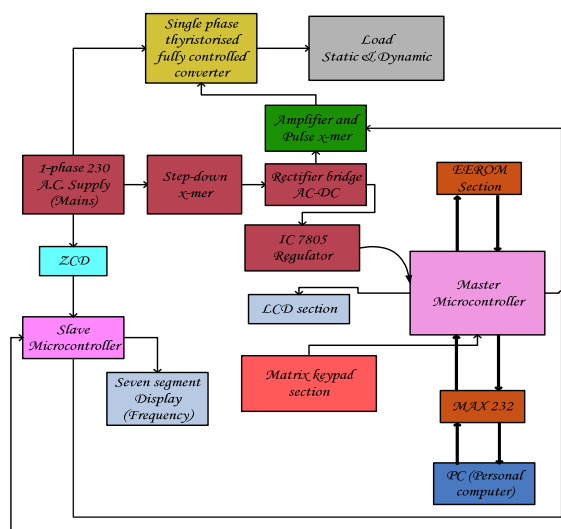 Single phase
thyristorised
fully controlled
converter
Load
Static & Dynamic
Amplifier and
Pulse x-mer
1-phase 230
A.C. Supply
(Mains)
Step-down
x-mer
Rectifier bridge
AC-DC
EEROM
Section
IC 7805
Regulator
ZCD
Master
Microcontroller
LCD section
Slave
Microcontroller
Seven segment
Display
(Frequency)
Matrix keypad
section
MAX 232
PC (Personal
computer)